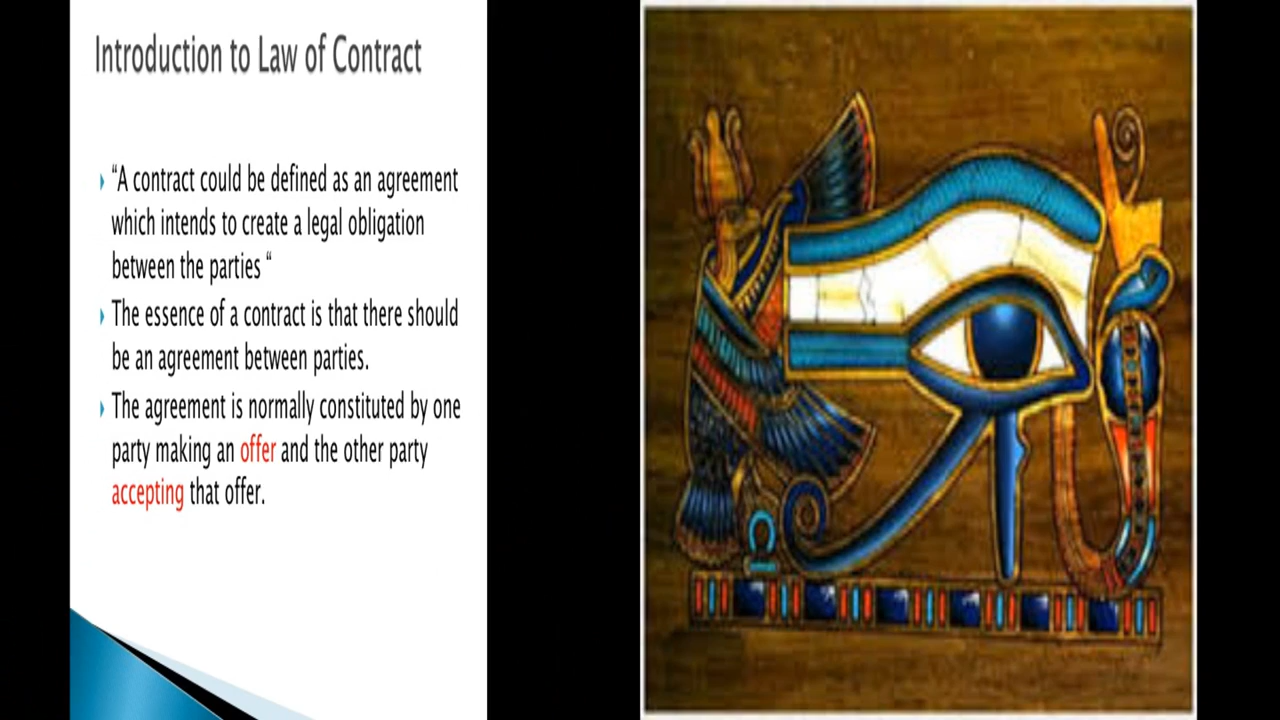 Introduction to Law of Contract
“A contract could be defined as an agreement
which intends to create a legal obligation
between the parties “
The essence of a contract is that there should
be an agreement between parties.
The agreement is normally constituted by one
party making an offer and the other party
accepting that offer.